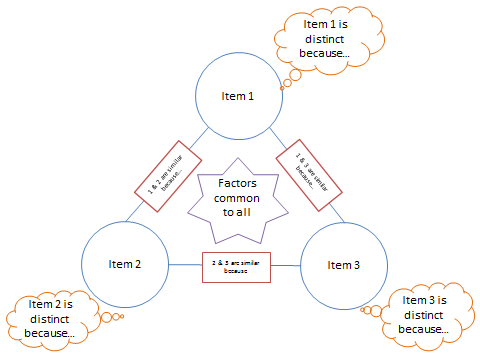 Item 1 is
distinct
because...
Item 1
1 & 2 are similar
because...
1 & 3 are similar
because...
Factors
common
to all
Item 2
2 & 3 are similar
because
Item 3
Item 2 is
distinct
because...
Item 3 is
distinct
because...